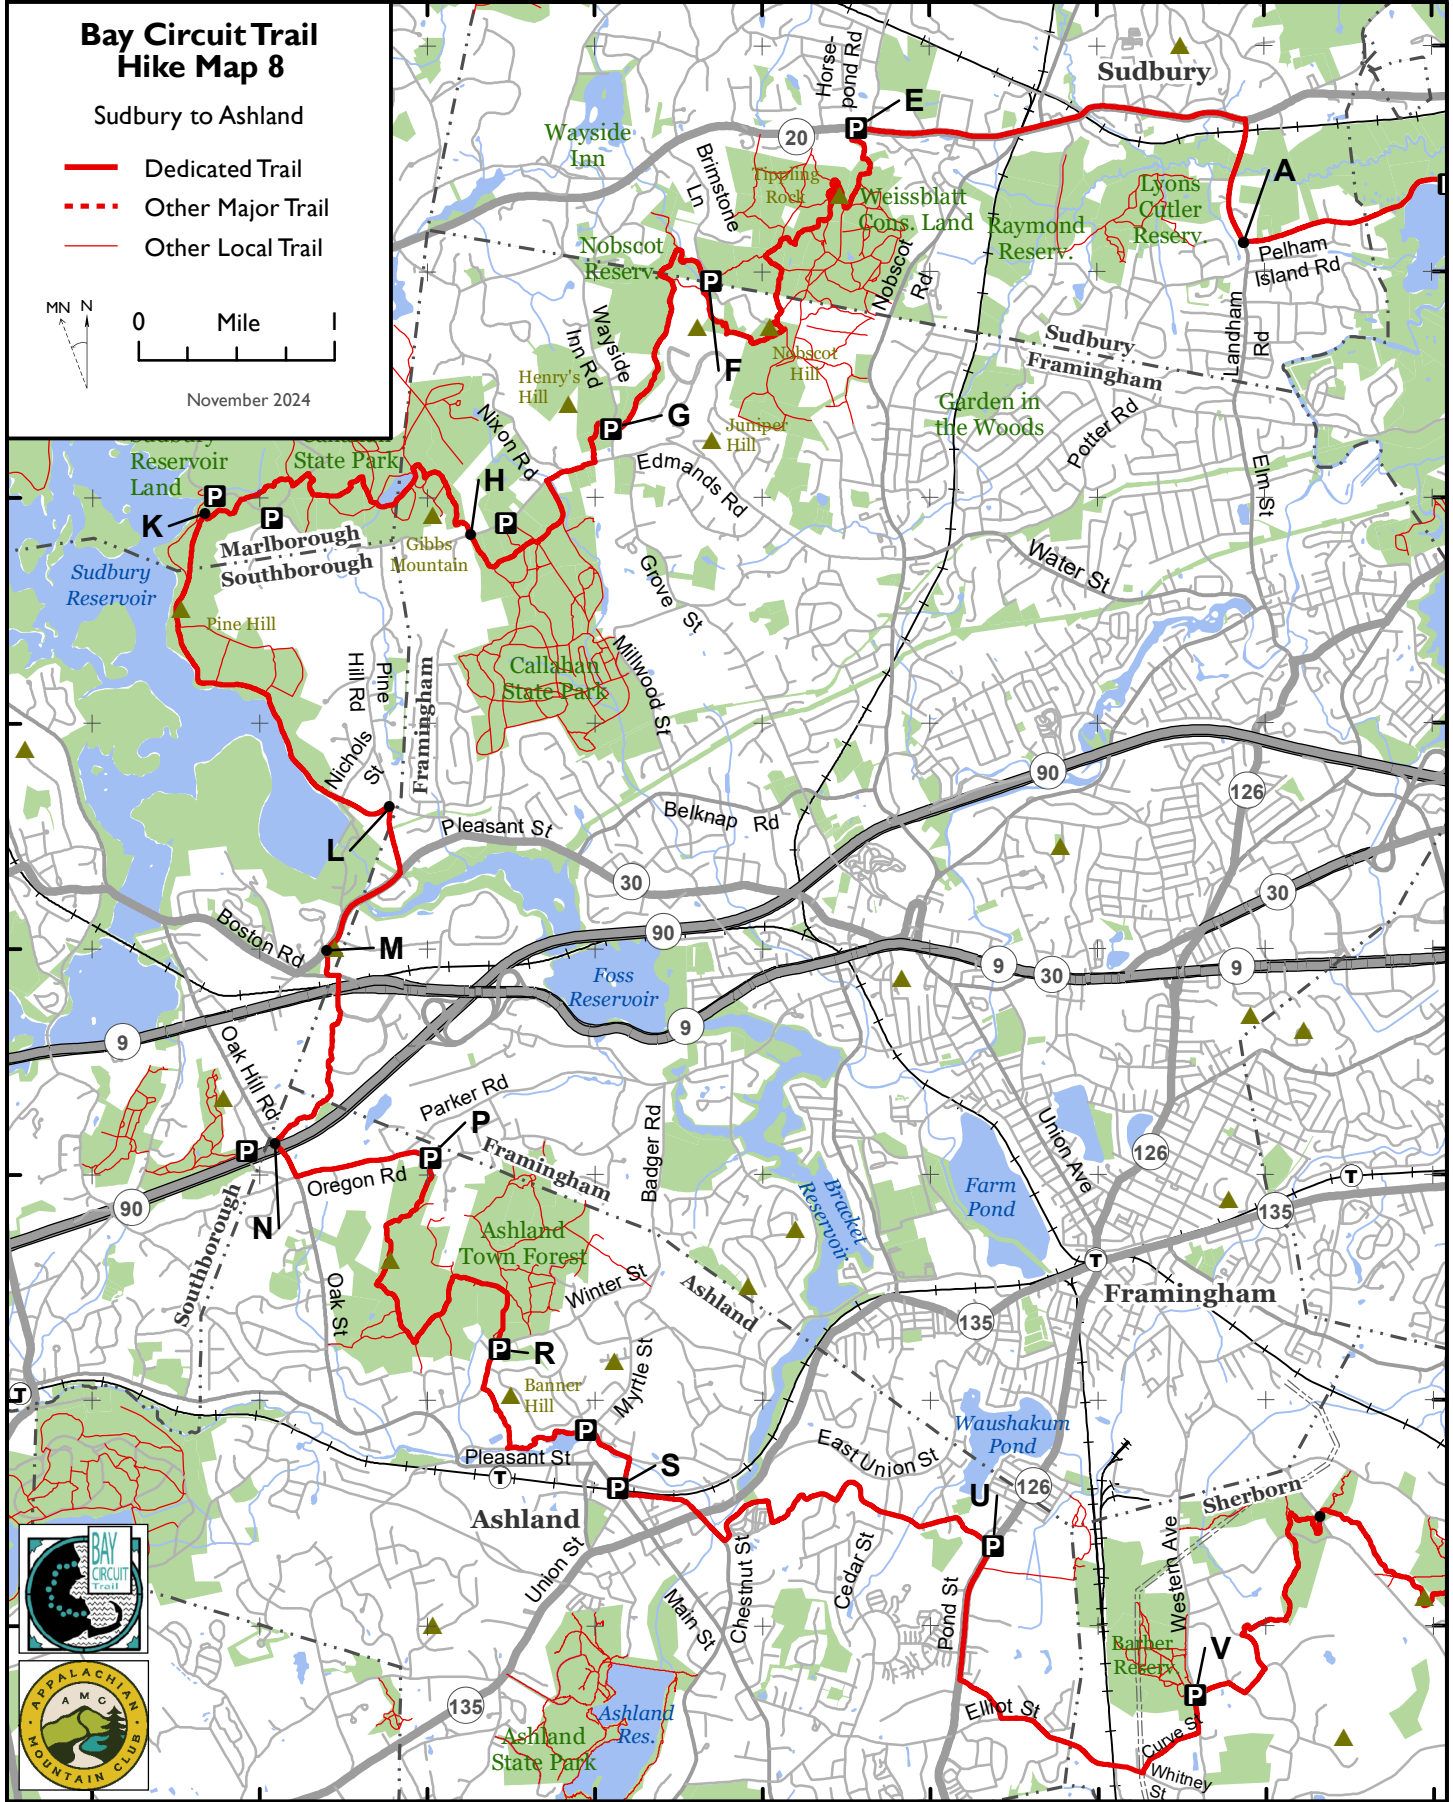 Bay Circuit Trail
Hike Map 8
Sudbury to Ashland
Dedicated Trail
Other Major Trail
Other Local Trail
MN N
0 Mile 1
November 2024
Horse-
pond Rd
E
Sudbury
20
Wayside
Inn
Brimstone
Ln
Tippling
Rock
Weissblatt
Cons. Land
Lyons
Cutler
Reserv.
A
Raymond
Reserv.
Nobscot
Reserv.
Nobscot
Rd
Pelham
Island Rd
Landham
Rd
Wayside
Inn Rd
F
Sudbury
Framingham
Nobscot
Hill
Henry's
Hill
G
Juniper
Hill
Garden in
the Woods
Potter Rd
Nixon Rd
Edmands Rd
Elm St
Sudbury
Reservoir
Land
Callahan
State Park
H
K
Marlborough
Southborough
Gibbs
Mountain
Sudbury
Reservoir
Water St
Grove St
Pine Hill
Callahan
State Park
Millwood St
Pine
Hill Rd
Framingham
Nichols
St
90
126
L
Pleasant St
Belknap Rd
30
30
Boston Rd
M
90
Foss
Reservoir
9
30
9
9
9
Oak Hill Rd
Parker Rd
P
Framingham
Badger Rd
Union Ave
126
Oregon Rd
90
N
Southborough
Ashland
Town Forest
Bracket
Reservoir
Farm
Pond
135
Oak St
Winter St
Ashland
Framingham
135
R
Banner
Hill
Myrtle St
Waushakum
Pond
Pleasant St
S
East Union St
126
U
Sherborn
Ashland
Union St
Chestnut St
Cedar St
Pond St
Western Ave
Main St
Barber
Reserv.
V
135
Ashland
State Park
Ashland
Res.
Elliot St
Curve St
Whitney
St
BAY
CIRCUIT
Trail
APPALACHIAN
AMC
MOUNTAIN CLUB